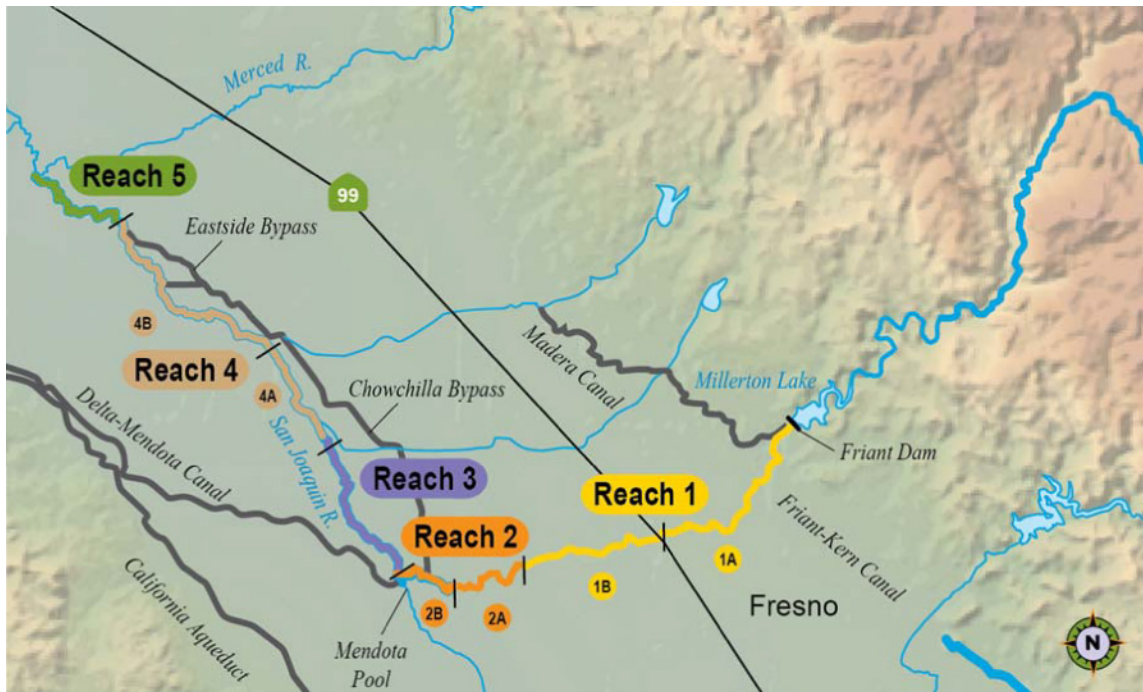 Merced R.
Reach 5
99
Eastside Bypass
4B
Reach 4
4A
Chowchilla Bypass
Madera Canal
Millerton Lake
Friant Dam
Delta-Mendota Canal
San Joaquin R.
Reach 3
Reach 1
Reach 2
Friant-Kern Canal
1A
1B
2A
2B
Fresno
California Aqueduct
Mendota
Pool
N